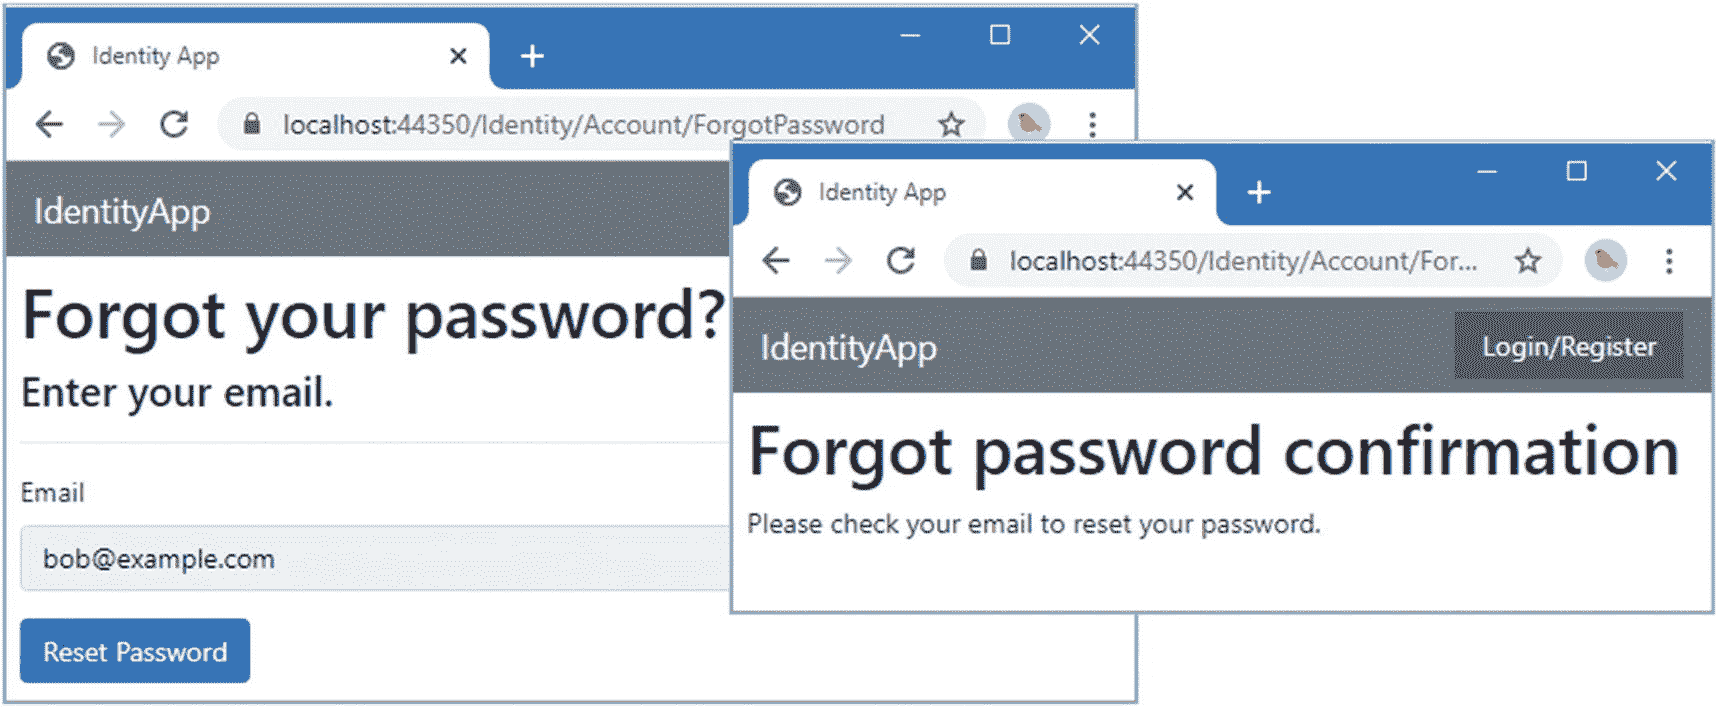 Identity App
localhost:44350/Identity/Account/ForgotPassword
IdentityApp
Forgot your password?
Enter your email.
Email
bob@example.com
Reset Password
Identity App
localhost:44350/Identity/Account/For...
IdentityApp
Login/Register
Forgot password confirmation
Please check your email to reset your password.